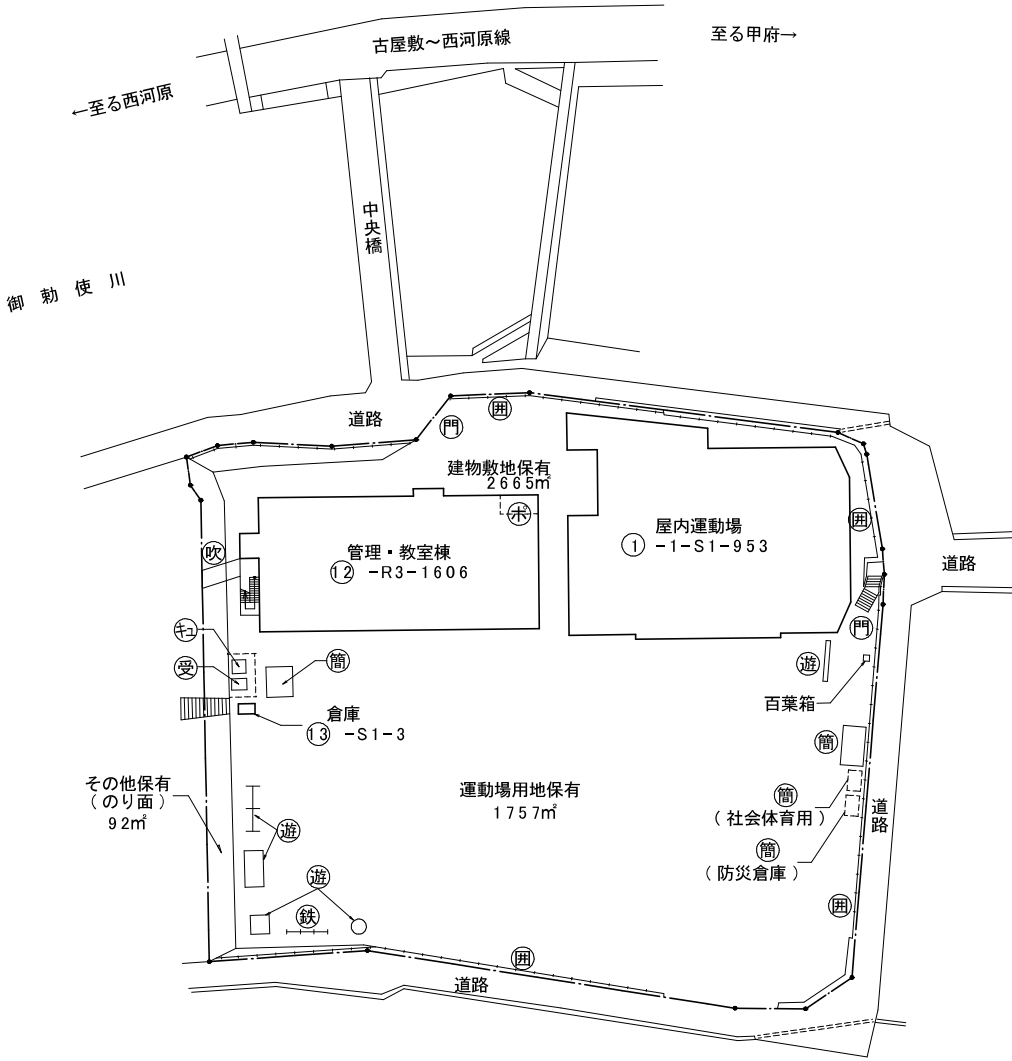 古屋敷~西河原線
至る甲府→
←至る西河原
中央橋
御勅使川
道路
門
囲
建物敷地保有
2665㎡
ポ
屋内運動場
① -1-S1-953
囲
管理・教室棟
⑫ -R3-1606
吹
道路
門
キュ
受
簡
遊
百葉箱
倉庫
⑬ -S1-3
簡
その他保有
(のり面)
92㎡
運動場用地保有
1757㎡
簡
(社会体育用)
道路
遊
簡
(防災倉庫)
遊
鉄
囲
囲
道路